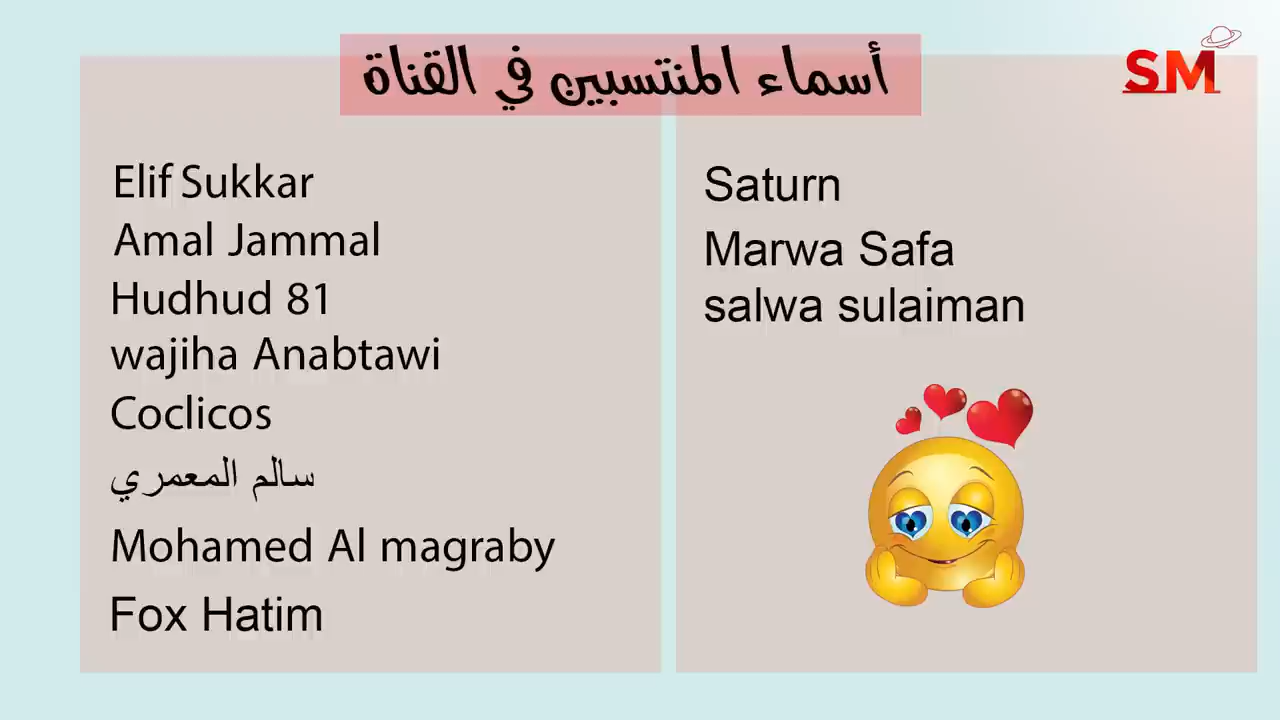 أسماء المنتسبين في القناة
SM
Elif Sukkar
Amal Jammal
Hudhud 81
wajiha Anabtawi
Coclicos
سالم المعمري
Mohamed Al magraby
Fox Hatim
Saturn
Marwa Safa
salwa sulaiman